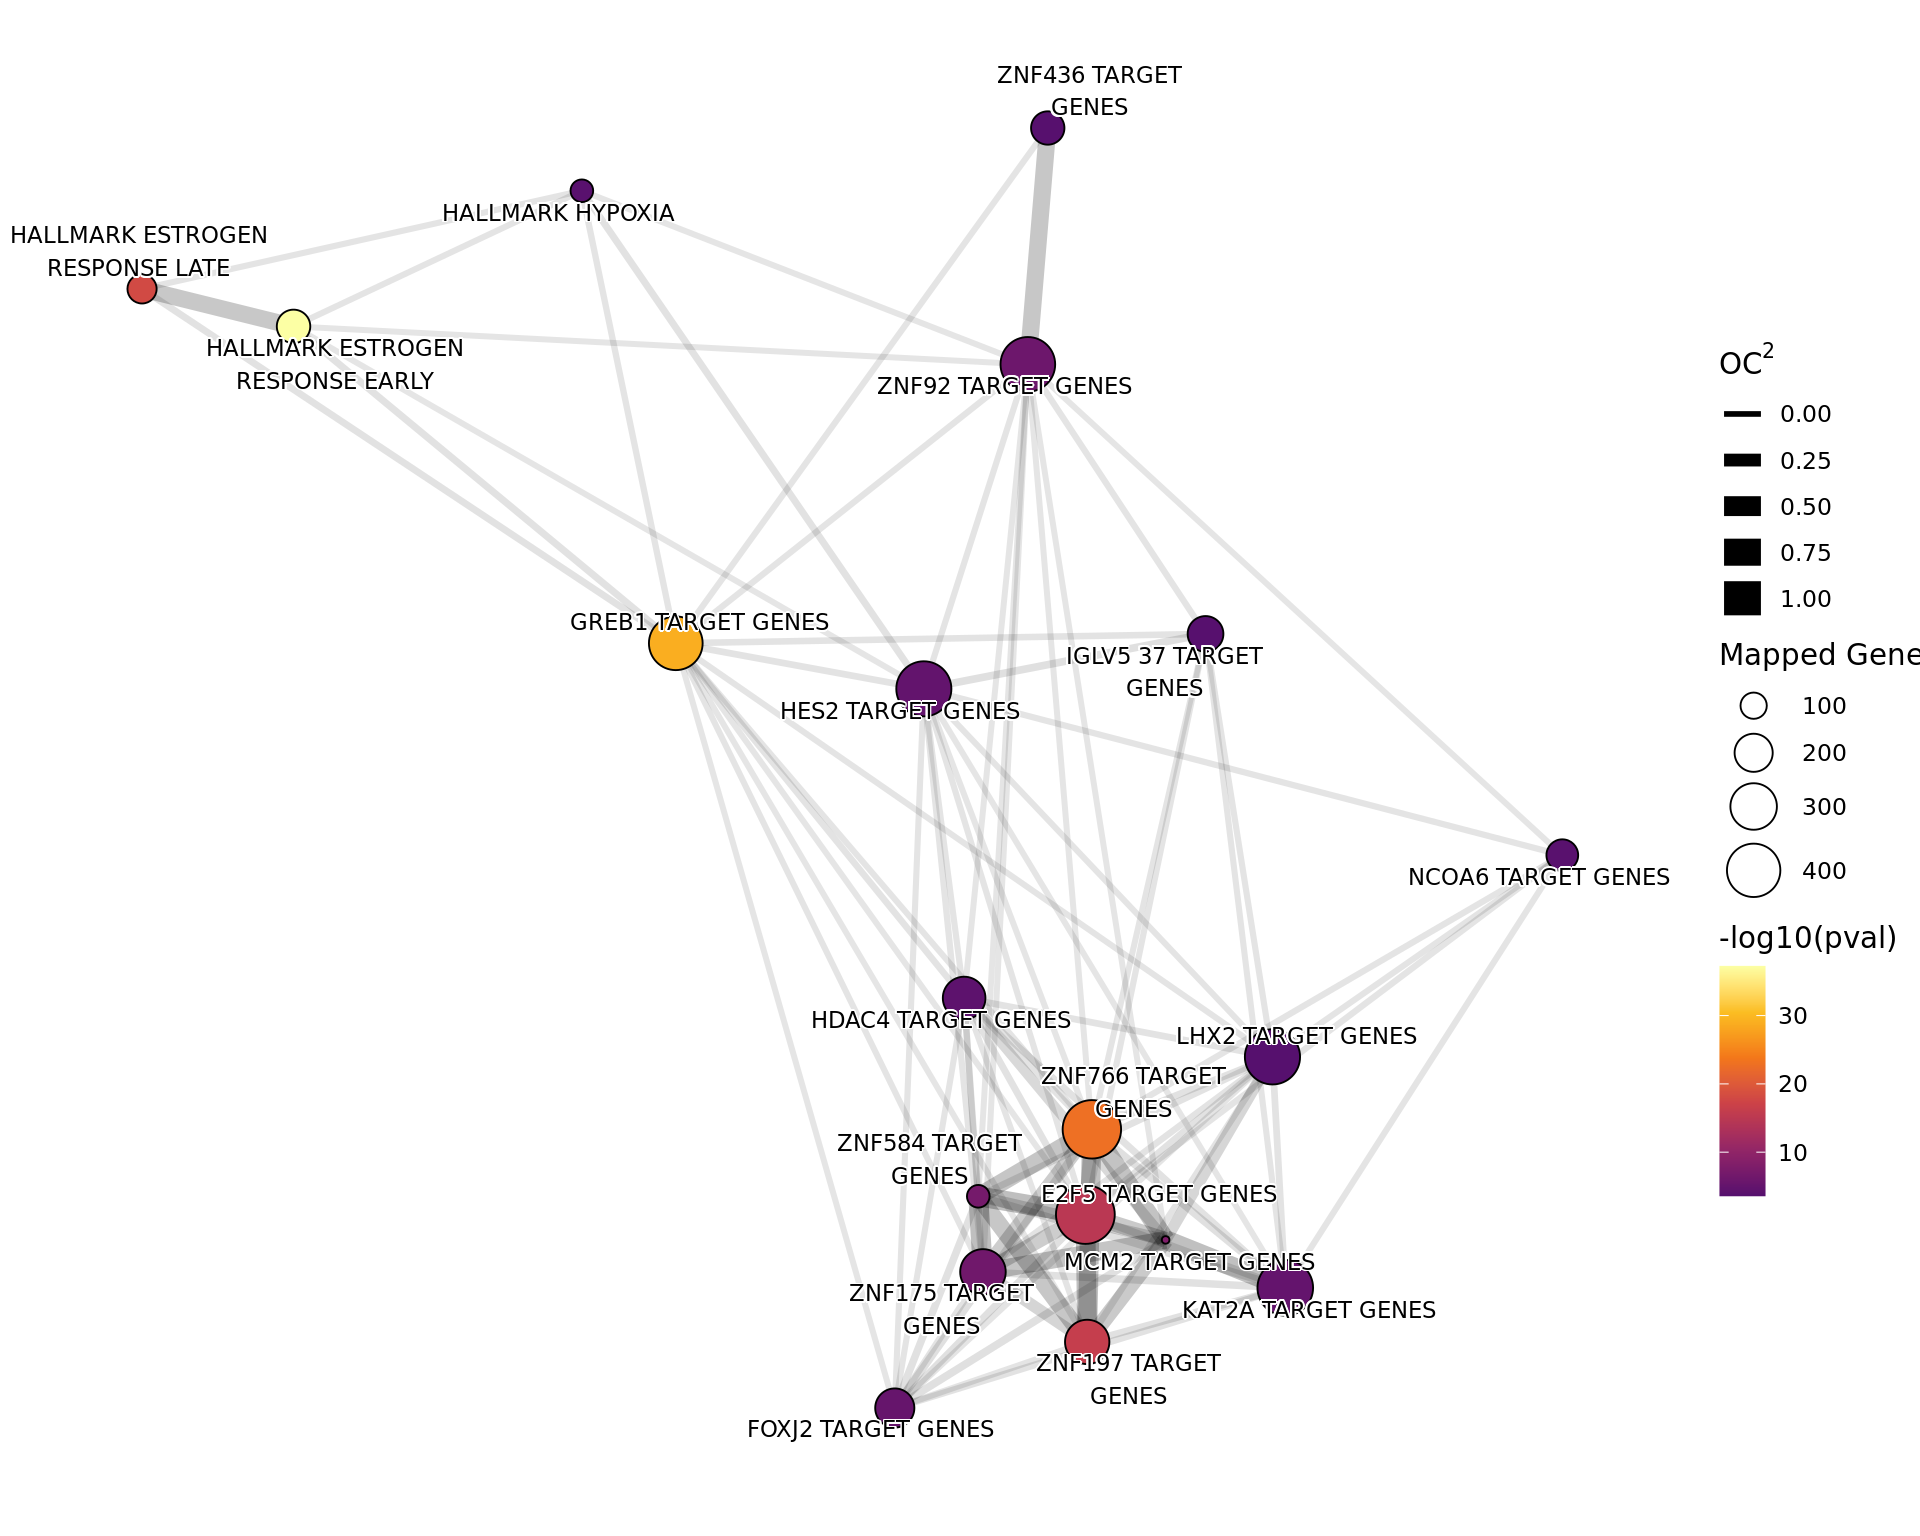 ZNF436 TARGET
GENES
HALLMARK HYPOXIA
HALLMARK ESTROGEN
RESPONSE LATE
HALLMARK ESTROGEN
RESPONSE EARLY
ZNF92 TARGET GENES
GREB1 TARGET GENES
IGLV5 37 TARGET
GENES
HES2 TARGET GENES
NCOA6 TARGET GENES
HDAC4 TARGET GENES
LHX2 TARGET GENES
ZNF766 TARGET
GENES
ZNF584 TARGET
GENES
E2F5 TARGET GENES
MCM2 TARGET GENES
ZNF175 TARGET
GENES
KAT2A TARGET GENES
ZNF197 TARGET
GENES
FOXJ2 TARGET GENES
OC²
0.00
0.25
0.50
0.75
1.00
Mapped Gene
100
200
300
400
-log10(pval)
30
20
10